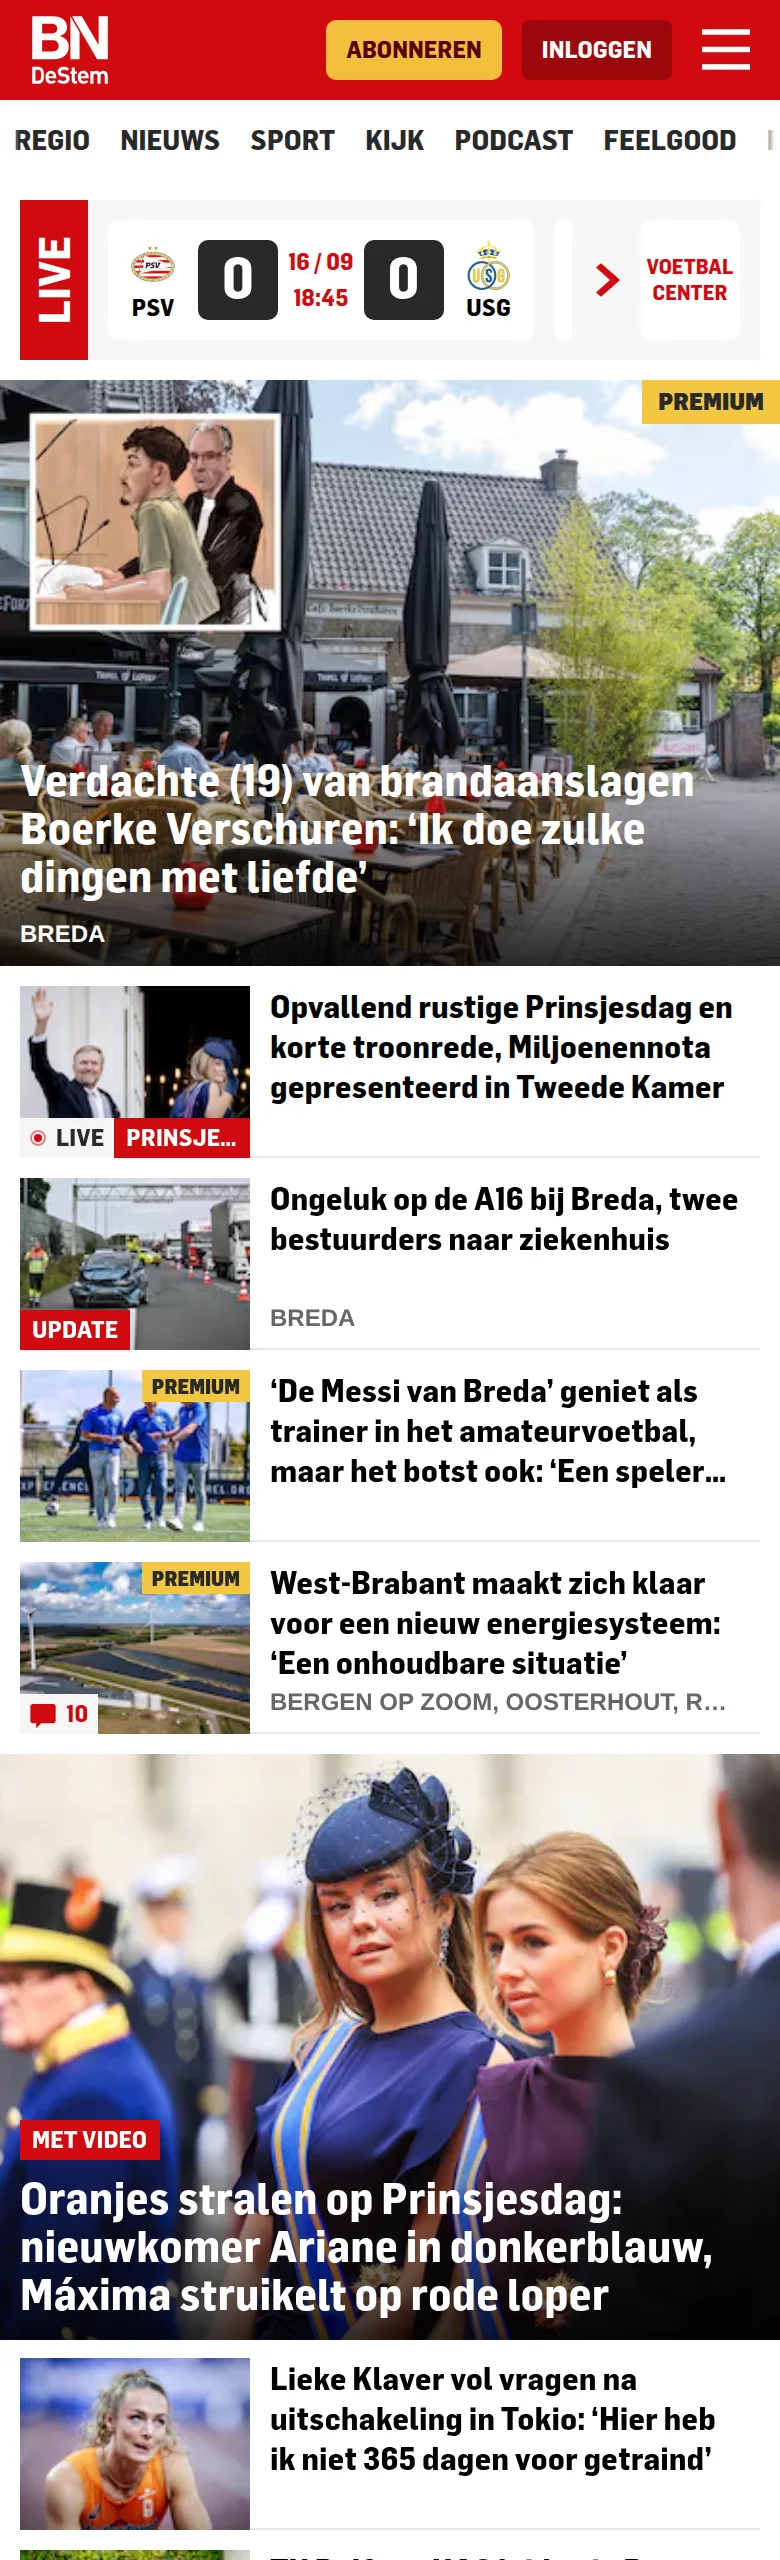 BN
DeStem
ABONNEREN
INLOGGEN
REGIO NIEUWS SPORT KIJK PODCAST FEELGOOD
LIVE
PSV
0
16 / 09
18:45
0
USG
VOETBAL
CENTER
PREMIUM
Verdachte (19) van brandaanslagen
Boerke Verschuren: ‘Ik doe zulke
dingen met liefde’
BREDA
Opvallend rustige Prinsjesdag en
korte troonrede, Miljoenennota
gepresenteerd in Tweede Kamer
LIVE
PRINSJE...
Ongeluk op de A16 bij Breda, twee
bestuurders naar ziekenhuis
BREDA
UPDATE
PREMIUM
‘De Messi van Breda’ geniet als
trainer in het amateurvoetbal,
maar het botst ook: ‘Een speler...
PREMIUM
West-Brabant maakt zich klaar
voor een nieuw energiesysteem:
‘Een onhoudbare situatie’
BERGEN OP ZOOM, OOSTERHOUT, R...
10
MET VIDEO
Oranjes stralen op Prinsjesdag:
nieuwkomer Ariane in donkerblauw,
Máxima struikelt op rode loper
Lieke Klaver vol vragen na
uitschakeling in Tokio: ‘Hier heb
ik niet 365 dagen voor getraind’